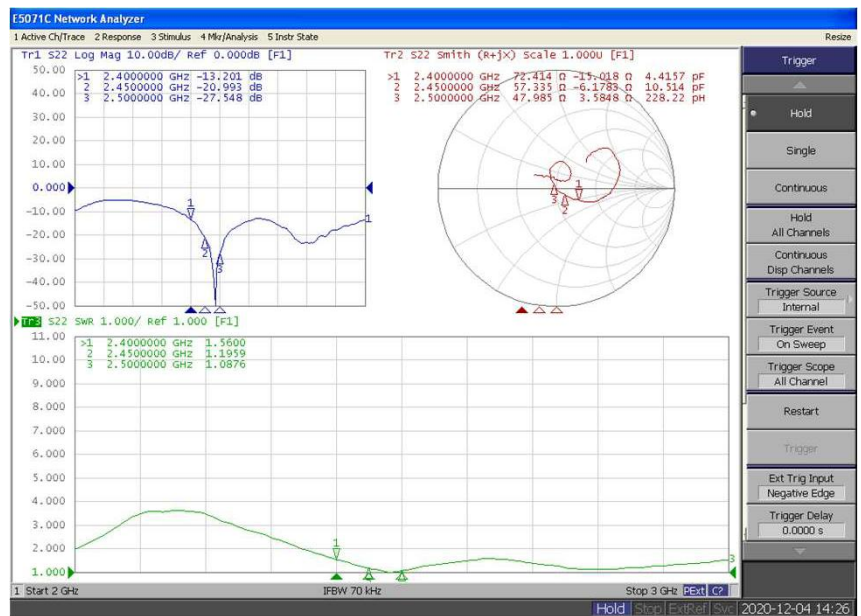 E5071C Network Analyzer
1 Active Ch/Trace 2 Response 3 Stimulus 4 Mkr/Analysis 5 Instr State
Resize
Tr1 S22 Log Mag 10.00dB/ Ref 0.000dB [F1]
50.00
40.00
30.00
20.00
10.00
0.000
-10.00
-20.00
-30.00
-40.00
-50.00
>1 2.4000000 GHz -13.201 dB
2 2.4500000 GHz -20.993 dB
3 2.5000000 GHz -27.548 dB
1
2
3
1
Tr2 S22 Smith (R+jX) Scale 1.000U [F1]
>1 2.4000000 GHz 72.414 Ω -15.018 Ω 4.4157 pF
2 2.4500000 GHz 57.335 Ω -6.1783 Ω 10.514 pF
3 2.5000000 GHz 47.985 Ω 3.5848 Ω 228.22 pH
1
2
3
Tr3 S22 SWR 1.000/ Ref 1.000 [F1]
11.00
10.00
9.000
8.000
7.000
6.000
5.000
4.000
3.000
2.000
1.000
>1 2.4000000 GHz 1.5600
2 2.4500000 GHz 1.1959
3 2.5000000 GHz 1.0876
1
3
1 Start 2 GHz IFBW 70 kHz Stop 3 GHz PExt C?
Trigger
Hold
Single
Continuous
Hold
All Channels
Continuous
Disp Channels
Trigger Source
Internal
Trigger Event
On Sweep
Trigger Scope
All Channel
Restart
Trigger
Ext Trig Input
Negative Edge
Trigger Delay
0.0000 s
Hold Stop ExtRef Svc 2020-12-04 14:26